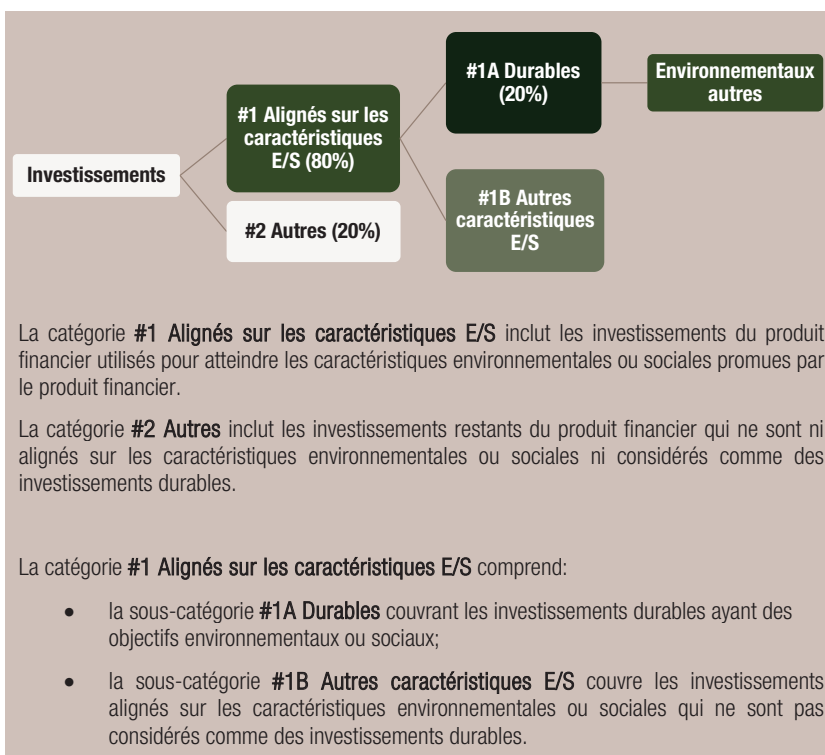 Investissements
#1 Alignés sur les
caractéristiques
E/S (80%)
#2 Autres (20%)
#1A Durables
(20%)
#1B Autres
caractéristiques
E/S
Environnementaux
autres
La catégorie #1 Alignés sur les caractéristiques E/S inclut les investissements du produit
financier utilisés pour atteindre les caractéristiques environnementales ou sociales promues par
le produit financier.
La catégorie #2 Autres inclut les investissements restants du produit financier qui ne sont ni
alignés sur les caractéristiques environnementales ou sociales ni considérés comme des
investissements durables.
La catégorie #1 Alignés sur les caractéristiques E/S comprend:
• la sous-catégorie #1A Durables couvrant les investissements durables ayant des
objectifs environnementaux ou sociaux;
• la sous-catégorie #1B Autres caractéristiques E/S couvre les investissements
alignés sur les caractéristiques environnementales ou sociales qui ne sont pas
considérés comme des investissements durables.